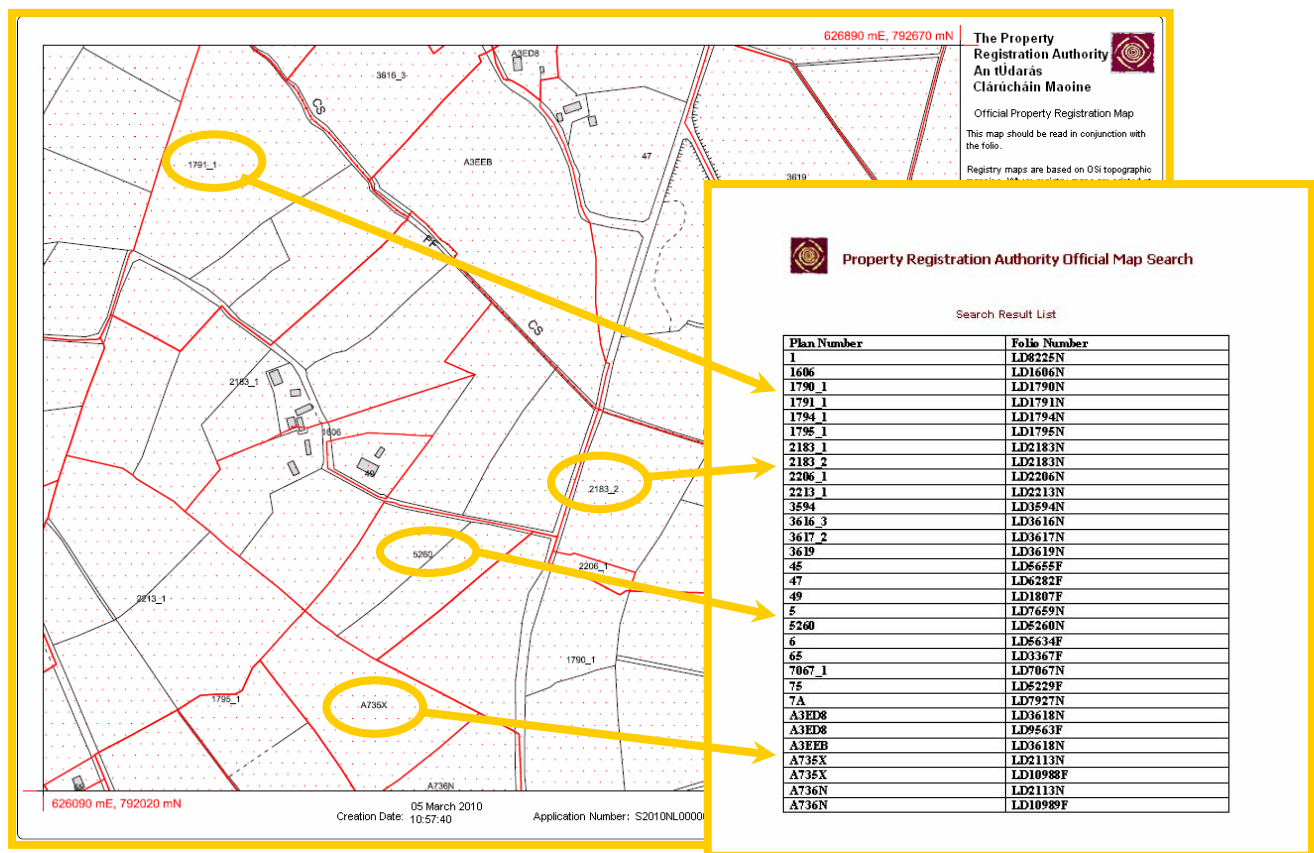 626890 mE, 792670 mN
The Property
Registration Authority
An tÚdarás
Clárúcháin Maoine
Official Property Registration Map
This map should be read in conjunction with
the folio.
Registry maps are based on OSi topographic
A3ED8
3616_3
CS
1791_1
A3EEB
47
3619
FF
CS
2183_1
1606
49
2183_2
5260
2206_1
2213_1
1790_1
1795_1
A735X
A736N
626090 mE, 792020 mN
05 March 2010
Creation Date: 10:57:40
Application Number: S2010NL0000
Property Registration Authority Official Map Search
Search Result List
Plan Number Folio Number
1 LD8225N
1606 LD1606N
1790_1 LD1790N
1791_1 LD1791N
1794_1 LD1794N
1795_1 LD1795N
2183_1 LD2183N
2183_2 LD2183N
2206_1 LD2206N
2213_1 LD2213N
3594 LD3594N
3616_3 LD3616N
3617_2 LD3617N
3619 LD3619N
45 LD5655F
47 LD6282F
49 LD1807F
5 LD7659N
5260 LD5260N
6 LD5634F
65 LD3367F
7067_1 LD7067N
75 LD5229F
7A LD7927N
A3ED8 LD3618N
A3ED8 LD9563F
A3EEB LD3618N
A735X LD2113N
A735X LD10988F
A736N LD2113N
A736N LD10989F